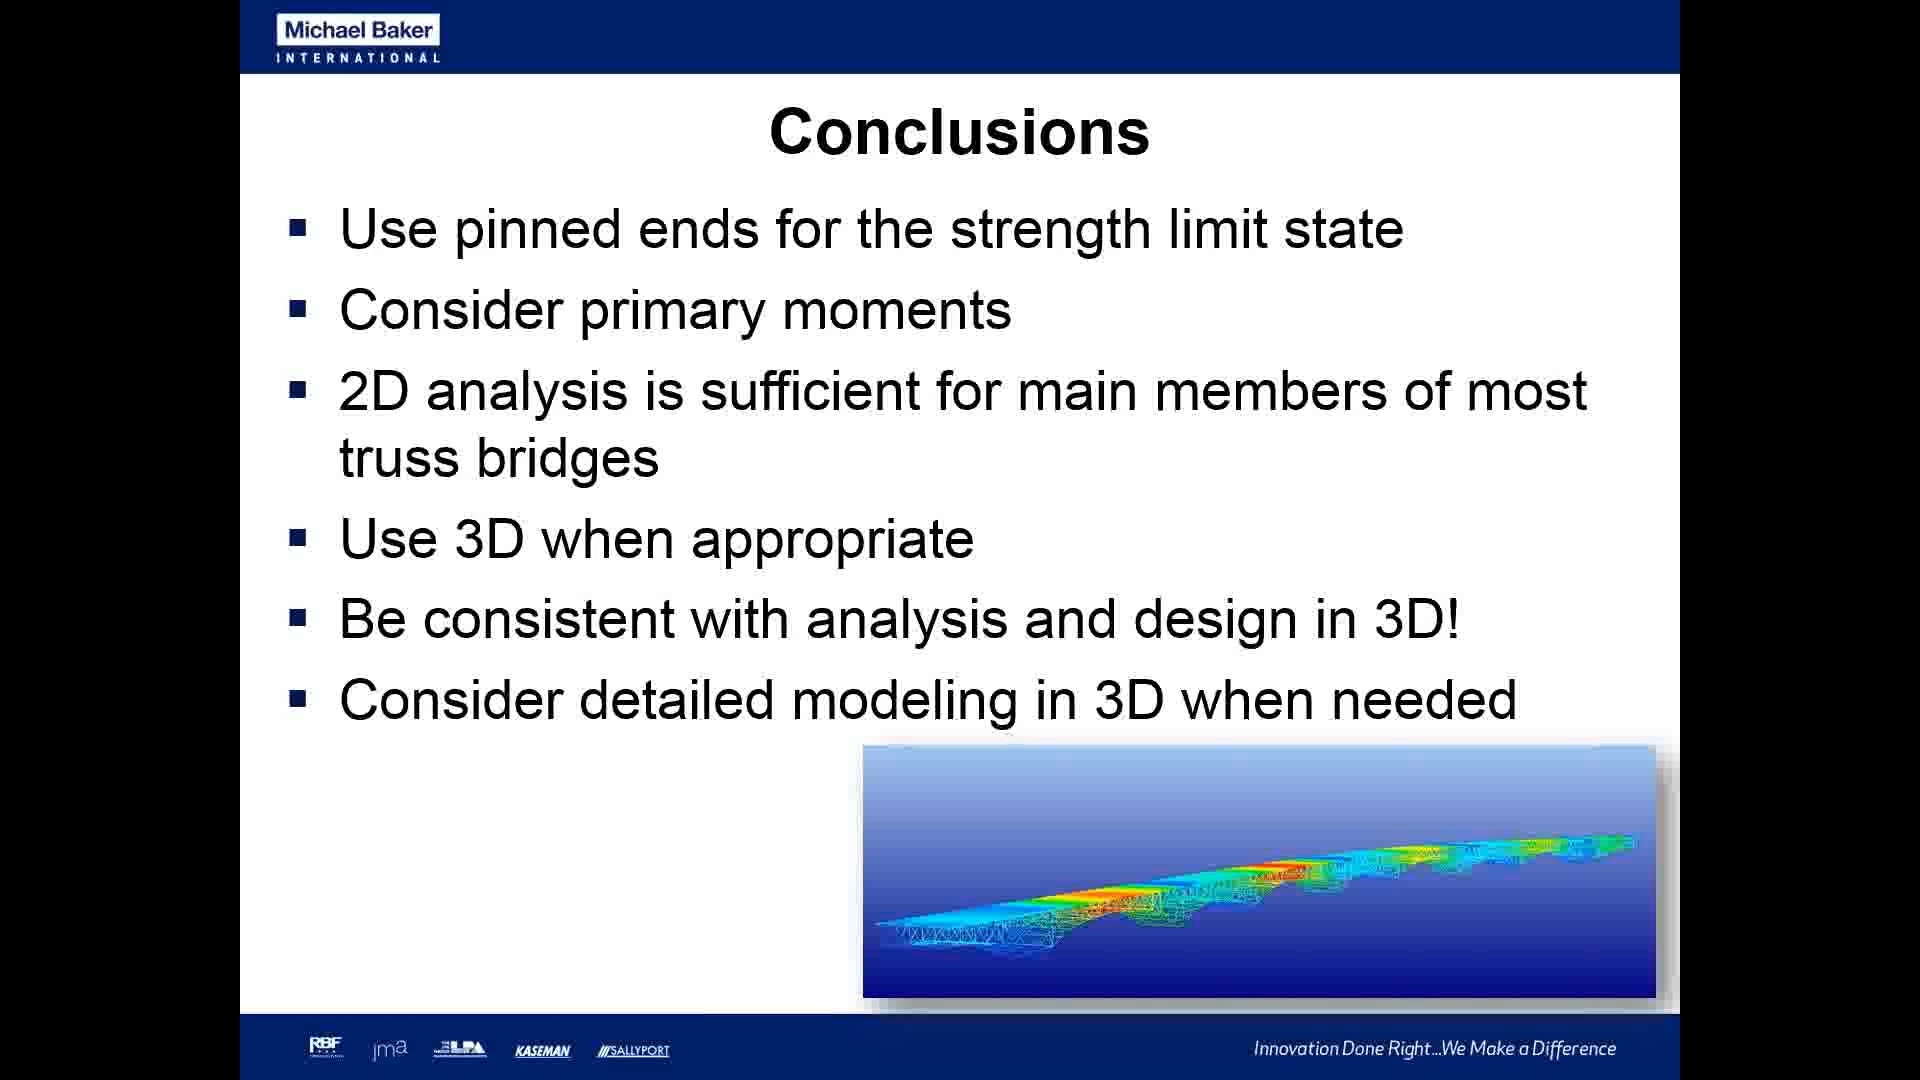 Michael Baker
INTERNATIONAL
Conclusions
Use pinned ends for the strength limit state
Consider primary moments
2D analysis is sufficient for main members of most
truss bridges
Use 3D when appropriate
Be consistent with analysis and design in 3D!
Consider detailed modeling in 3D when needed
RBF jma LPA KASEMAN SALLYPORT
Innovation Done Right...We Make a Difference